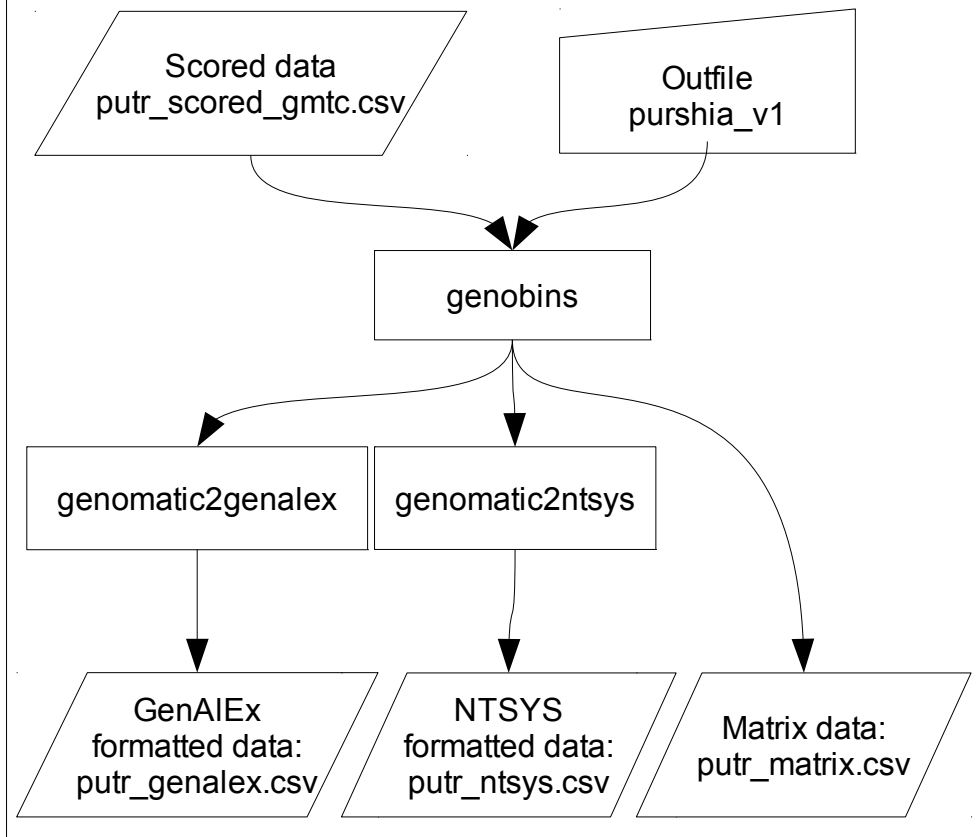 Scored data
putr_scored_gmtc.csv
Outfile
purshia_v1
genobins
genomatic2genalex
genomatic2ntsys
GenAlEx
formatted data:
putr_genalex.csv
NTSYS
formatted data:
putr_ntsys.csv
Matrix data:
putr_matrix.csv